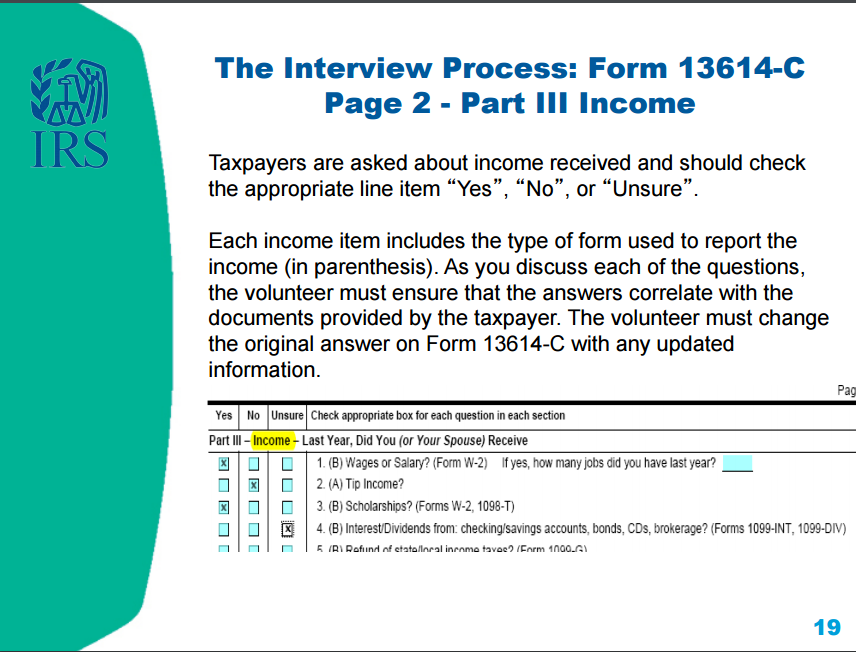 IRS
The Interview Process: Form 13614-C
Page 2 - Part III Income
Taxpayers are asked about income received and should check
the appropriate line item “Yes”, “No”, or “Unsure”.
Each income item includes the type of form used to report the
income (in parenthesis). As you discuss each of the questions,
the volunteer must ensure that the answers correlate with the
documents provided by the taxpayer. The volunteer must change
the original answer on Form 13614-C with any updated
information.
Pag
Yes No Unsure Check appropriate box for each question in each section
Part III – Income – Last Year, Did You (or Your Spouse) Receive
x 1. (B) Wages or Salary? (Form W-2) If yes, how many jobs did you have last year?
x 2. (A) Tip Income?
x 3. (B) Scholarships? (Forms W-2, 1098-T)
x 4. (B) Interest/Dividends from: checking/savings accounts, bonds, CDs, brokerage? (Forms 1099-INT, 1099-DIV)
5. (B) Refund of state/local income taxes? (Form 1099-G)
19